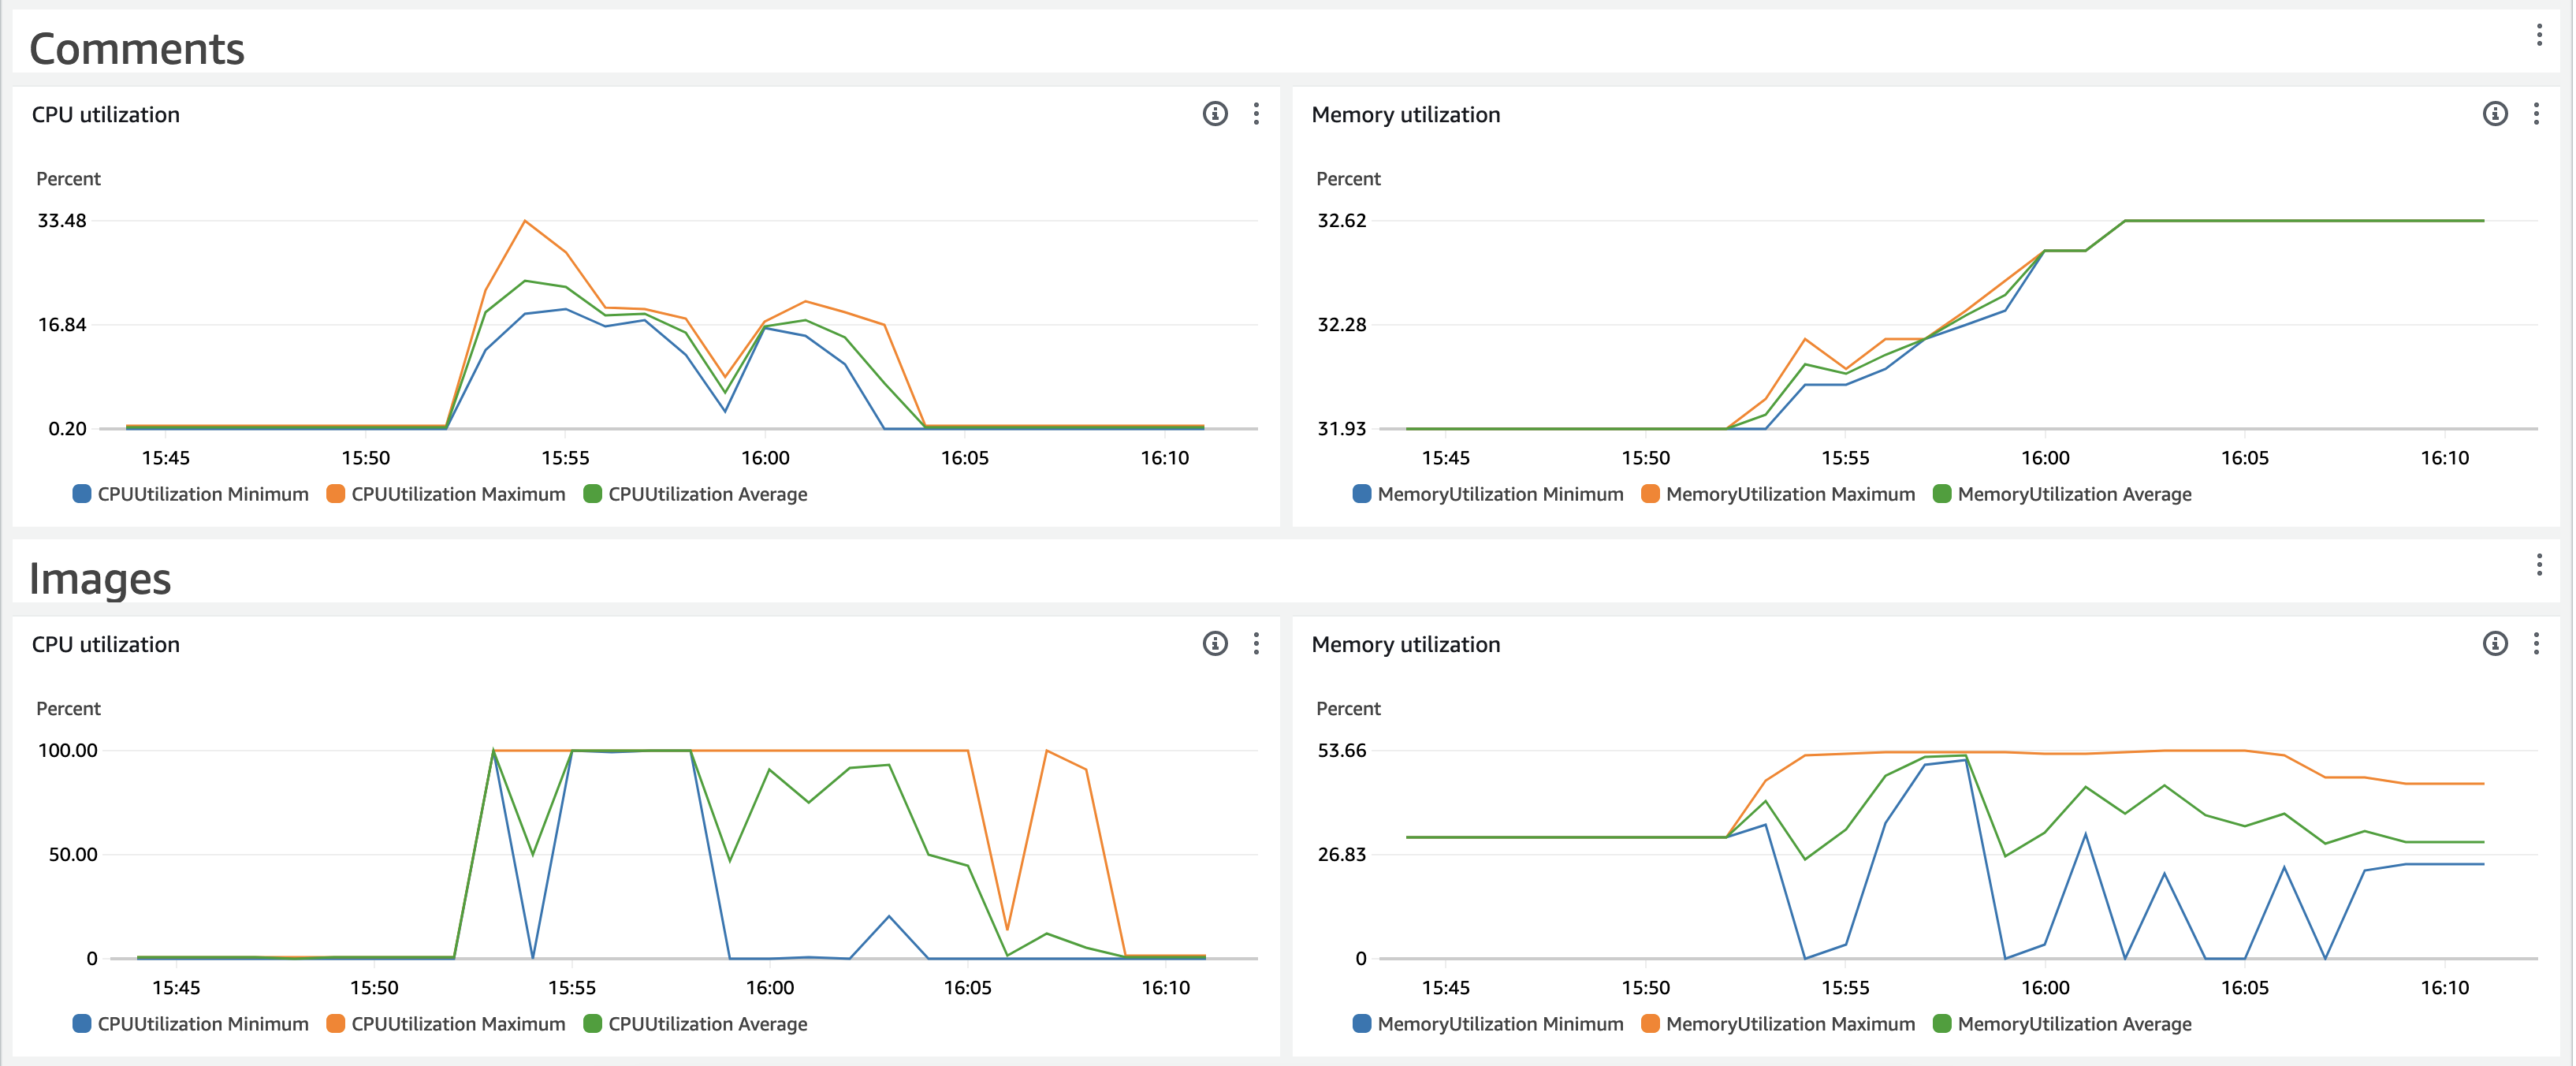 Comments
CPU utilization
Percent
33.48
16.84
0.20
15:45 15:50 15:55 16:00 16:05 16:10
CPUUtilization Minimum CPUUtilization Maximum CPUUtilization Average
Memory utilization
Percent
32.62
32.28
31.93
15:45 15:50 15:55 16:00 16:05 16:10
MemoryUtilization Minimum MemoryUtilization Maximum MemoryUtilization Average
Images
CPU utilization
Percent
100.00
50.00
0
15:45 15:50 15:55 16:00 16:05 16:10
CPUUtilization Minimum CPUUtilization Maximum CPUUtilization Average
Memory utilization
Percent
53.66
26.83
0
15:45 15:50 15:55 16:00 16:05 16:10
MemoryUtilization Minimum MemoryUtilization Maximum MemoryUtilization Average